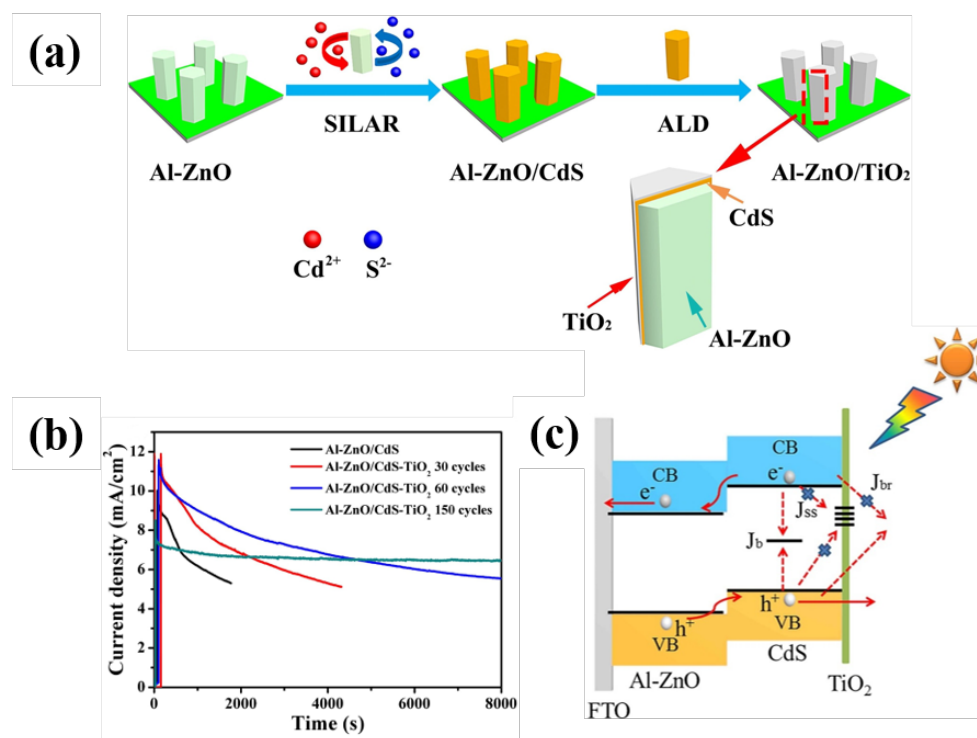 (a)
SILAR
ALD
Al-ZnO
Al-ZnO/CdS
Al-ZnO/TiO₂
CdS
Cd²⁺
S²⁻
TiO₂
Al-ZnO
(b)
Current density (mA/cm²)
12
10
8
6
4
2
0
Al-ZnO/CdS
Al-ZnO/CdS-TiO₂ 30 cycles
Al-ZnO/CdS-TiO₂ 60 cycles
Al-ZnO/CdS-TiO₂ 150 cycles
0
2000
4000
6000
8000
Time (s)
(c)
CB
CB
e⁻
e⁻
J_br
J_ss
J_b
h⁺
VB
h⁺
VB
CdS
Al-ZnO
TiO₂
FTO